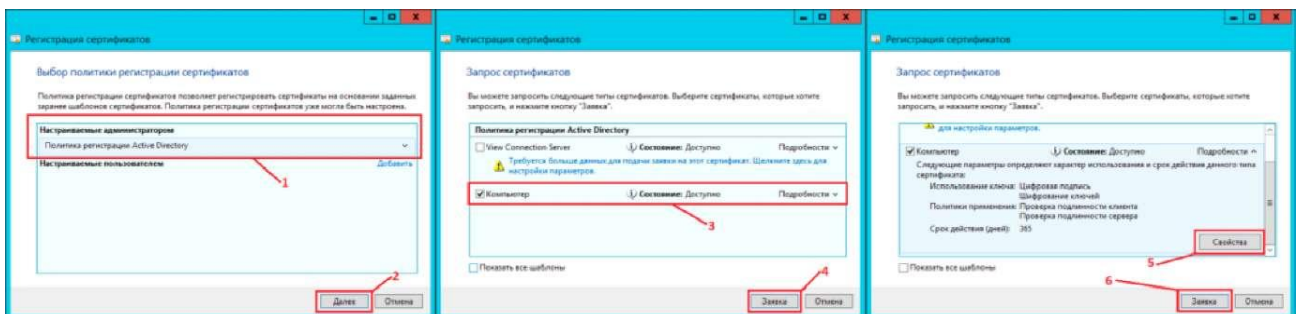 Регистрация сертификатов
Выбор политики регистрации сертификатов
Политика регистрации сертификатов позволяет регистрировать сертификаты на основании заданных
заранее шаблонов сертификатов. Политика регистрации сертификатов уже могла быть настроена.
Настраиваемые администратором
Политика регистрации Active Directory
Настраиваемые пользователем Добавить
1
2
Далее Отмена
Регистрация сертификатов
Запрос сертификатов
Вы можете запросить следующие типы сертификатов. Выберите сертификаты, которые хотите
запросить, и нажмите кнопку "Заявка".
Политика регистрации Active Directory
View Connection Server Состояние: Доступно Подробности
Требуется больше данных для подачи заявки на этот сертификат. Щелкните здесь для
настройки параметров.
Компьютер Состояние: Доступно Подробности
3
Показать все шаблоны
4
Заявка Отмена
Регистрация сертификатов
Запрос сертификатов
Вы можете запросить следующие типы сертификатов. Выберите сертификаты, которые хотите
запросить, и нажмите кнопку "Заявка".
для настройки параметров.
Компьютер Состояние: Доступно Подробности
Следующие параметры определяют характер использования и срок действия данного типа
сертификата:
Использование ключа: Цифровая подпись
Шифрование ключей
Политики применения: Проверка подлинности клиента
Проверка подлинности сервера
Срок действия (дней): 365
Свойства
5
Показать все шаблоны
6
Заявка Отмена